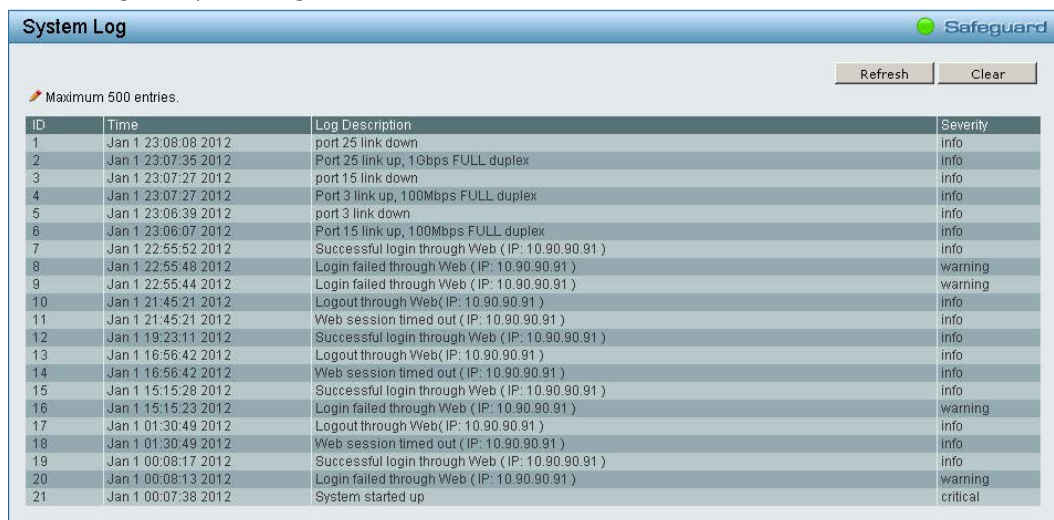 System Log Safeguard
Refresh Clear
Maximum 500 entries.
ID Time Log Description Severity
1 Jan 1 23:08:08 2012 port 25 link down info
2 Jan 1 23:07:35 2012 Port 25 link up, 1Gbps FULL duplex info
3 Jan 1 23:07:27 2012 port 15 link down info
4 Jan 1 23:07:27 2012 Port 3 link up, 100Mbps FULL duplex info
5 Jan 1 23:06:39 2012 port 3 link down info
6 Jan 1 23:06:07 2012 Port 15 link up, 100Mbps FULL duplex info
7 Jan 1 22:55:52 2012 Successful login through Web ( IP: 10.90.90.91 ) info
8 Jan 1 22:55:48 2012 Login failed through Web ( IP: 10.90.90.91 ) warning
9 Jan 1 22:55:44 2012 Login failed through Web ( IP: 10.90.90.91 ) warning
10 Jan 1 21:45:21 2012 Logout through Web( IP: 10.90.90.91 ) info
11 Jan 1 21:45:21 2012 Web session timed out ( IP: 10.90.90.91 ) info
12 Jan 1 19:23:11 2012 Successful login through Web ( IP: 10.90.90.91 ) info
13 Jan 1 16:56:42 2012 Logout through Web( IP: 10.90.90.91 ) info
14 Jan 1 16:56:42 2012 Web session timed out ( IP: 10.90.90.91 ) info
15 Jan 1 15:15:28 2012 Successful login through Web ( IP: 10.90.90.91 ) info
16 Jan 1 15:15:23 2012 Login failed through Web ( IP: 10.90.90.91 ) warning
17 Jan 1 01:30:49 2012 Logout through Web( IP: 10.90.90.91 ) info
18 Jan 1 01:30:49 2012 Web session timed out ( IP: 10.90.90.91 ) info
19 Jan 1 00:08:17 2012 Successful login through Web ( IP: 10.90.90.91 ) info
20 Jan 1 00:08:13 2012 Login failed through Web ( IP: 10.90.90.91 ) warning
21 Jan 1 00:07:38 2012 System started up critical